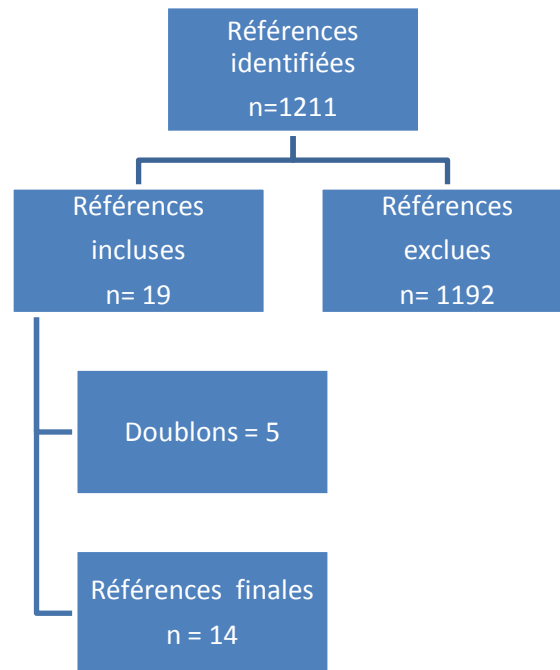 Références
identifiées
n=1211
Références
incluses
n= 19
Références
exclues
n= 1192
Doublons = 5
Références finales
n = 14